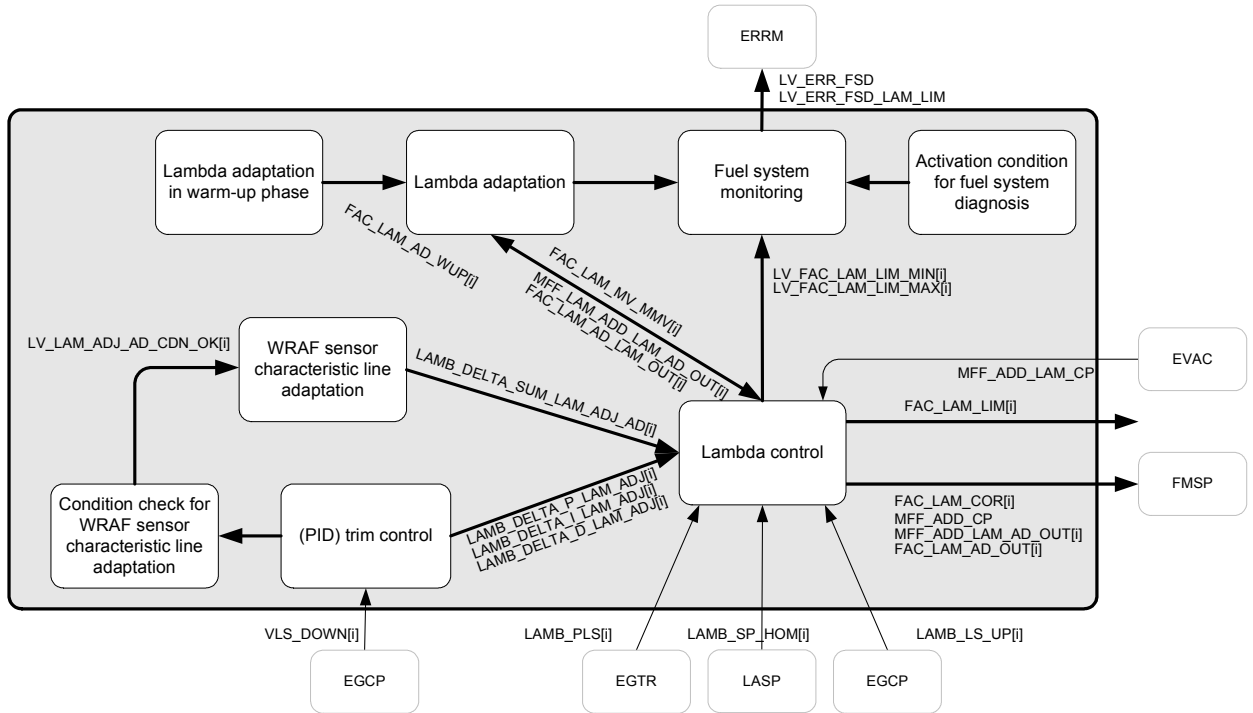 ERRM
LV_ERR_FSD
LV_ERR_FSD_LAM_LIM
Lambda adaptation
in warm-up phase
Lambda adaptation
Fuel system
monitoring
Activation condition
for fuel system
diagnosis
FAC_LAM_AD_WUP[i]
FAC_LAM_MV_MMV[i]
MFF_LAM_ADD_LAM_AD_OUT[i]
FAC_LAM_AD_LAM_OUT[i]
LV_FAC_LAM_LIM_MIN[i]
LV_FAC_LAM_LIM_MAX[i]
LV_LAM_ADJ_AD_CDN_OK[i]
WRAF sensor
characteristic line
adaptation
LAMB_DELTA_SUM_LAM_ADJ_AD[i]
EVAC
MFF_ADD_LAM_CP
FAC_LAM_LIM[i]
Lambda control
FMSP
FAC_LAM_COR[i]
MFF_ADD_CP
MFF_ADD_LAM_AD_OUT[i]
FAC_LAM_AD_OUT[i]
Condition check for
WRAF sensor
characteristic line
adaptation
(PID) trim control
LAMB_DELTA_P_LAM_ADJ[i]
LAMB_DELTA_I_LAM_ADJ[i]
LAMB_DELTA_D_LAM_ADJ[i]
VLS_DOWN[i]
LAMB_PLS[i]
LAMB_SP_HOM[i]
LAMB_LS_UP[i]
EGCP
EGTR
LASP
EGCP